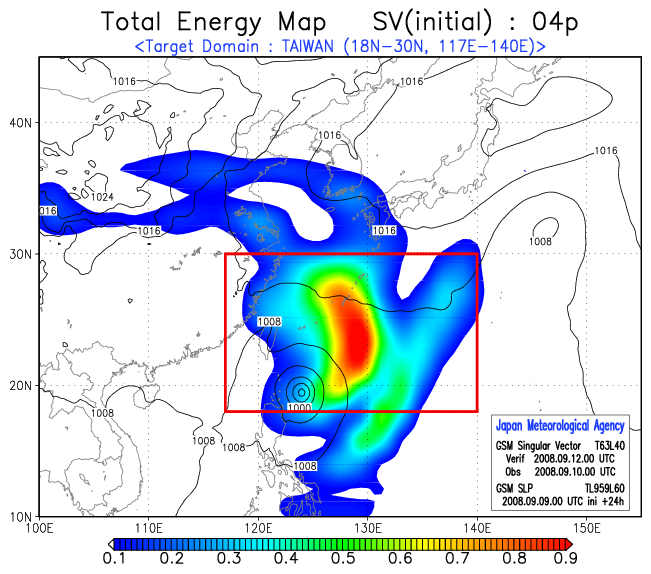 Total Energy Map SV(initial) : 04p
<Target Domain : TAIWAN (18N−30N, 117E−140E)>
1016
1016
40N
1016
1016
1024
016
1016
1016
1008
30N
1008
20N
1000
1008
1008
1008
1008
Japan Meteorological Agency
GSM Singular Vector T63L40
Verif 2008.09.12.00 UTC
Obs 2008.09.10.00 UTC
GSM SLP TL959L60
2008.09.09.00 UTC ini +24h
10N
100E 110E 120E 130E 140E 150E
0.1 0.2 0.3 0.4 0.5 0.6 0.7 0.8 0.9